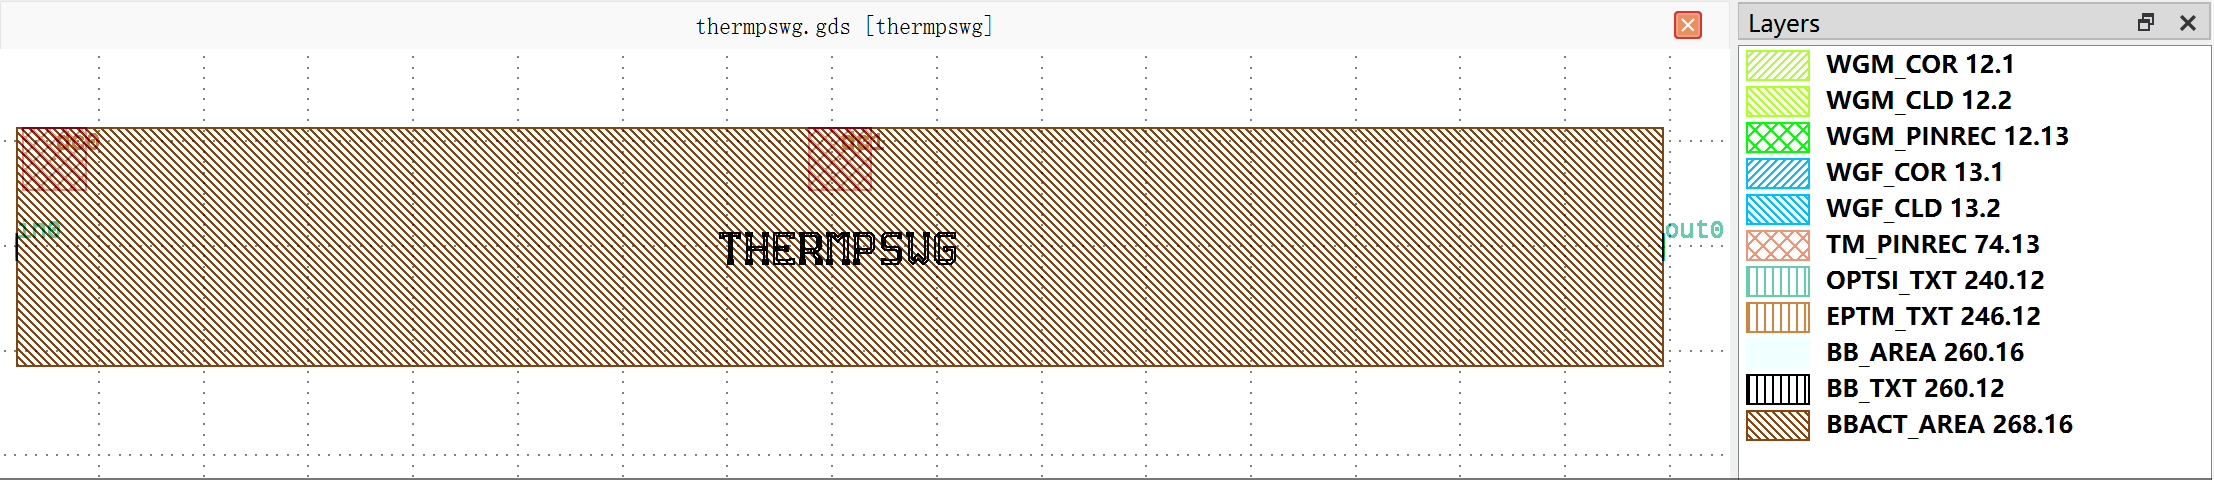 thermpswg.gds [thermpswg]
dc0
dc1
in0
THERMPSWG
out0
Layers
WGM_COR 12.1
WGM_CLD 12.2
WGM_PINREC 12.13
WGF_COR 13.1
WGF_CLD 13.2
TM_PINREC 74.13
OPTSI_TXT 240.12
EPTM_TXT 246.12
BB_AREA 260.16
BB_TXT 260.12
BBACT_AREA 268.16